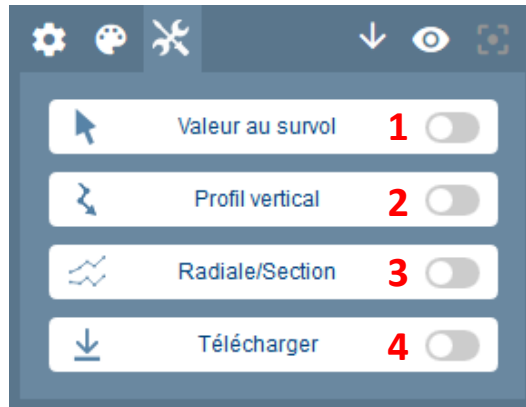 Valeur au survol 1
Profil vertical 2
Radiale/Section 3
Télécharger 4